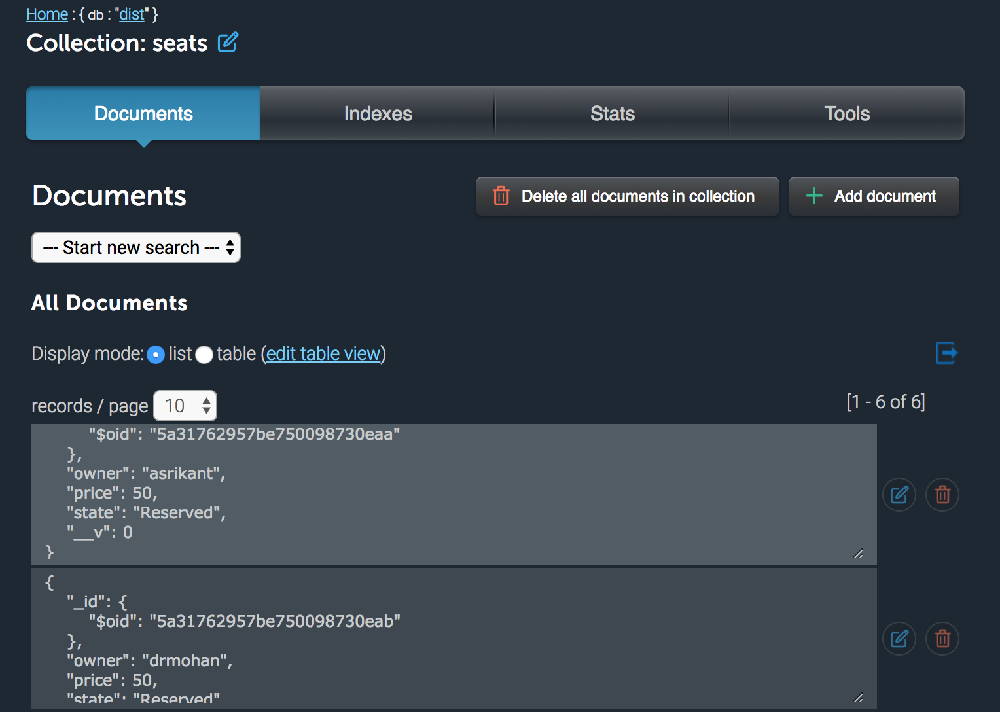 Home : { db : "dist" }
Collection: seats
Documents Indexes Stats Tools
Documents
Delete all documents in collection
Add document
--- Start new search ---
All Documents
Display mode: list table (edit table view)
records / page 10
[1 - 6 of 6]
"$oid": "5a31762957be750098730eaa"
},
"owner": "asrikant",
"price": 50,
"state": "Reserved",
"__v": 0
}
{
"_id": {
"$oid": "5a31762957be750098730eab"
},
"owner": "drmohan",
"price": 50,
"state": "Reserved"